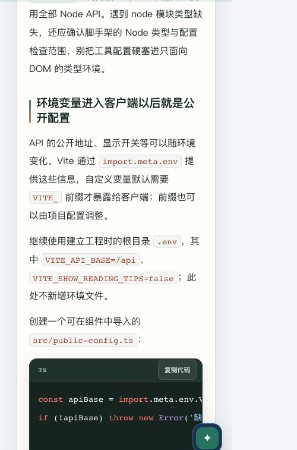 用全部 Node API。遇到 node 模块类型缺
失，还应确认脚手架的 Node 类型与配置
检查范围，别把工具配置硬塞进只面向
DOM 的类型环境。
环境变量进入客户端以后就是公
开配置
API 的公开地址、显示开关等可以随环境
变化。Vite 通过 import.meta.env 提
供这些信息，自定义变量默认需要
VITE_ 前缀才暴露给客户端；前缀也可
以由项目配置调整。
继续使用建立工程时的根目录 .env，其
中 VITE_API_BASE=/api、
VITE_SHOW_READING_TIPS=false；此
处不新增环境文件。
创建一个可在组件中导入的
src/public-config.ts：
TS
复制代码
const apiBase = import.meta.env.V
if (!apiBase) throw new Error('缺